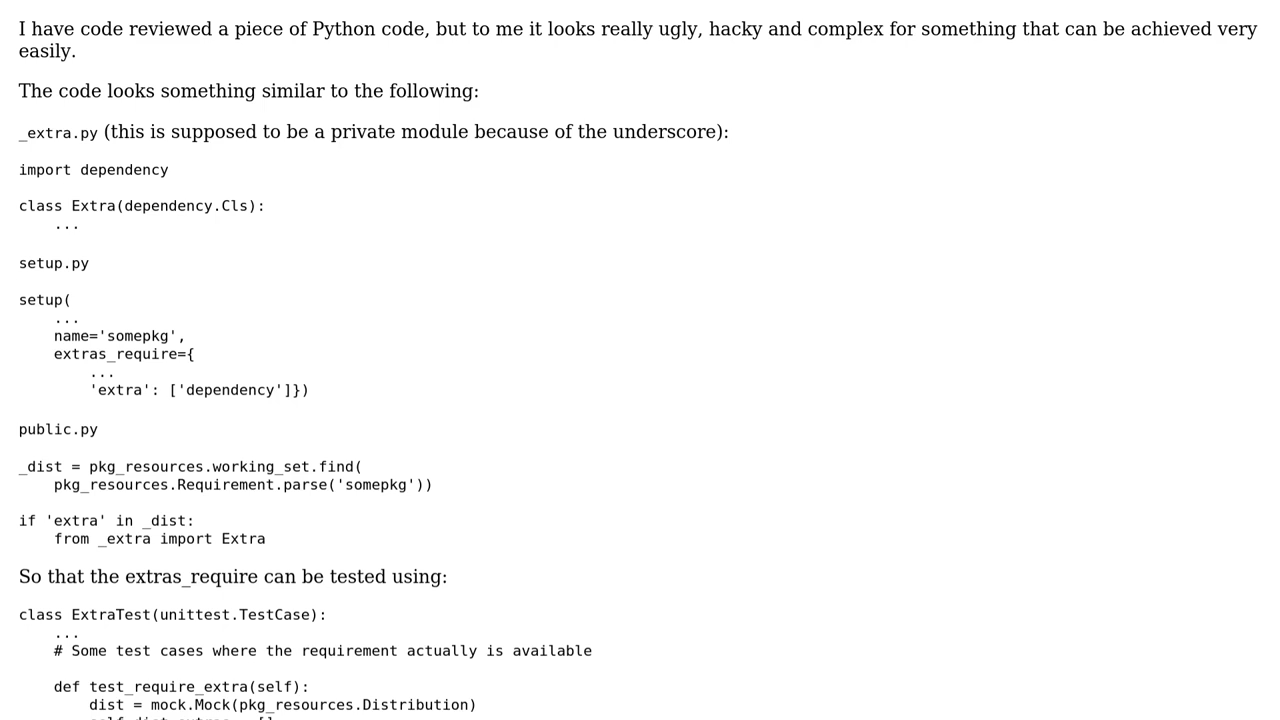 I have code reviewed a piece of Python code, but to me it looks really ugly, hacky and complex for something that can be achieved very
easily.
The code looks something similar to the following:
_extra.py (this is supposed to be a private module because of the underscore):
import dependency
class Extra(dependency.Cls):
    ...
setup.py
setup(
    ...
    name='somepkg',
    extras_require={
        ...
        'extra': ['dependency']})
public.py
_dist = pkg_resources.working_set.find(
    pkg_resources.Requirement.parse('somepkg'))
if 'extra' in _dist:
    from _extra import Extra
So that the extras_require can be tested using:
class ExtraTest(unittest.TestCase):
    ...
    # Some test cases where the requirement actually is available
    def test_require_extra(self):
        dist = mock.Mock(pkg_resources.Distribution)